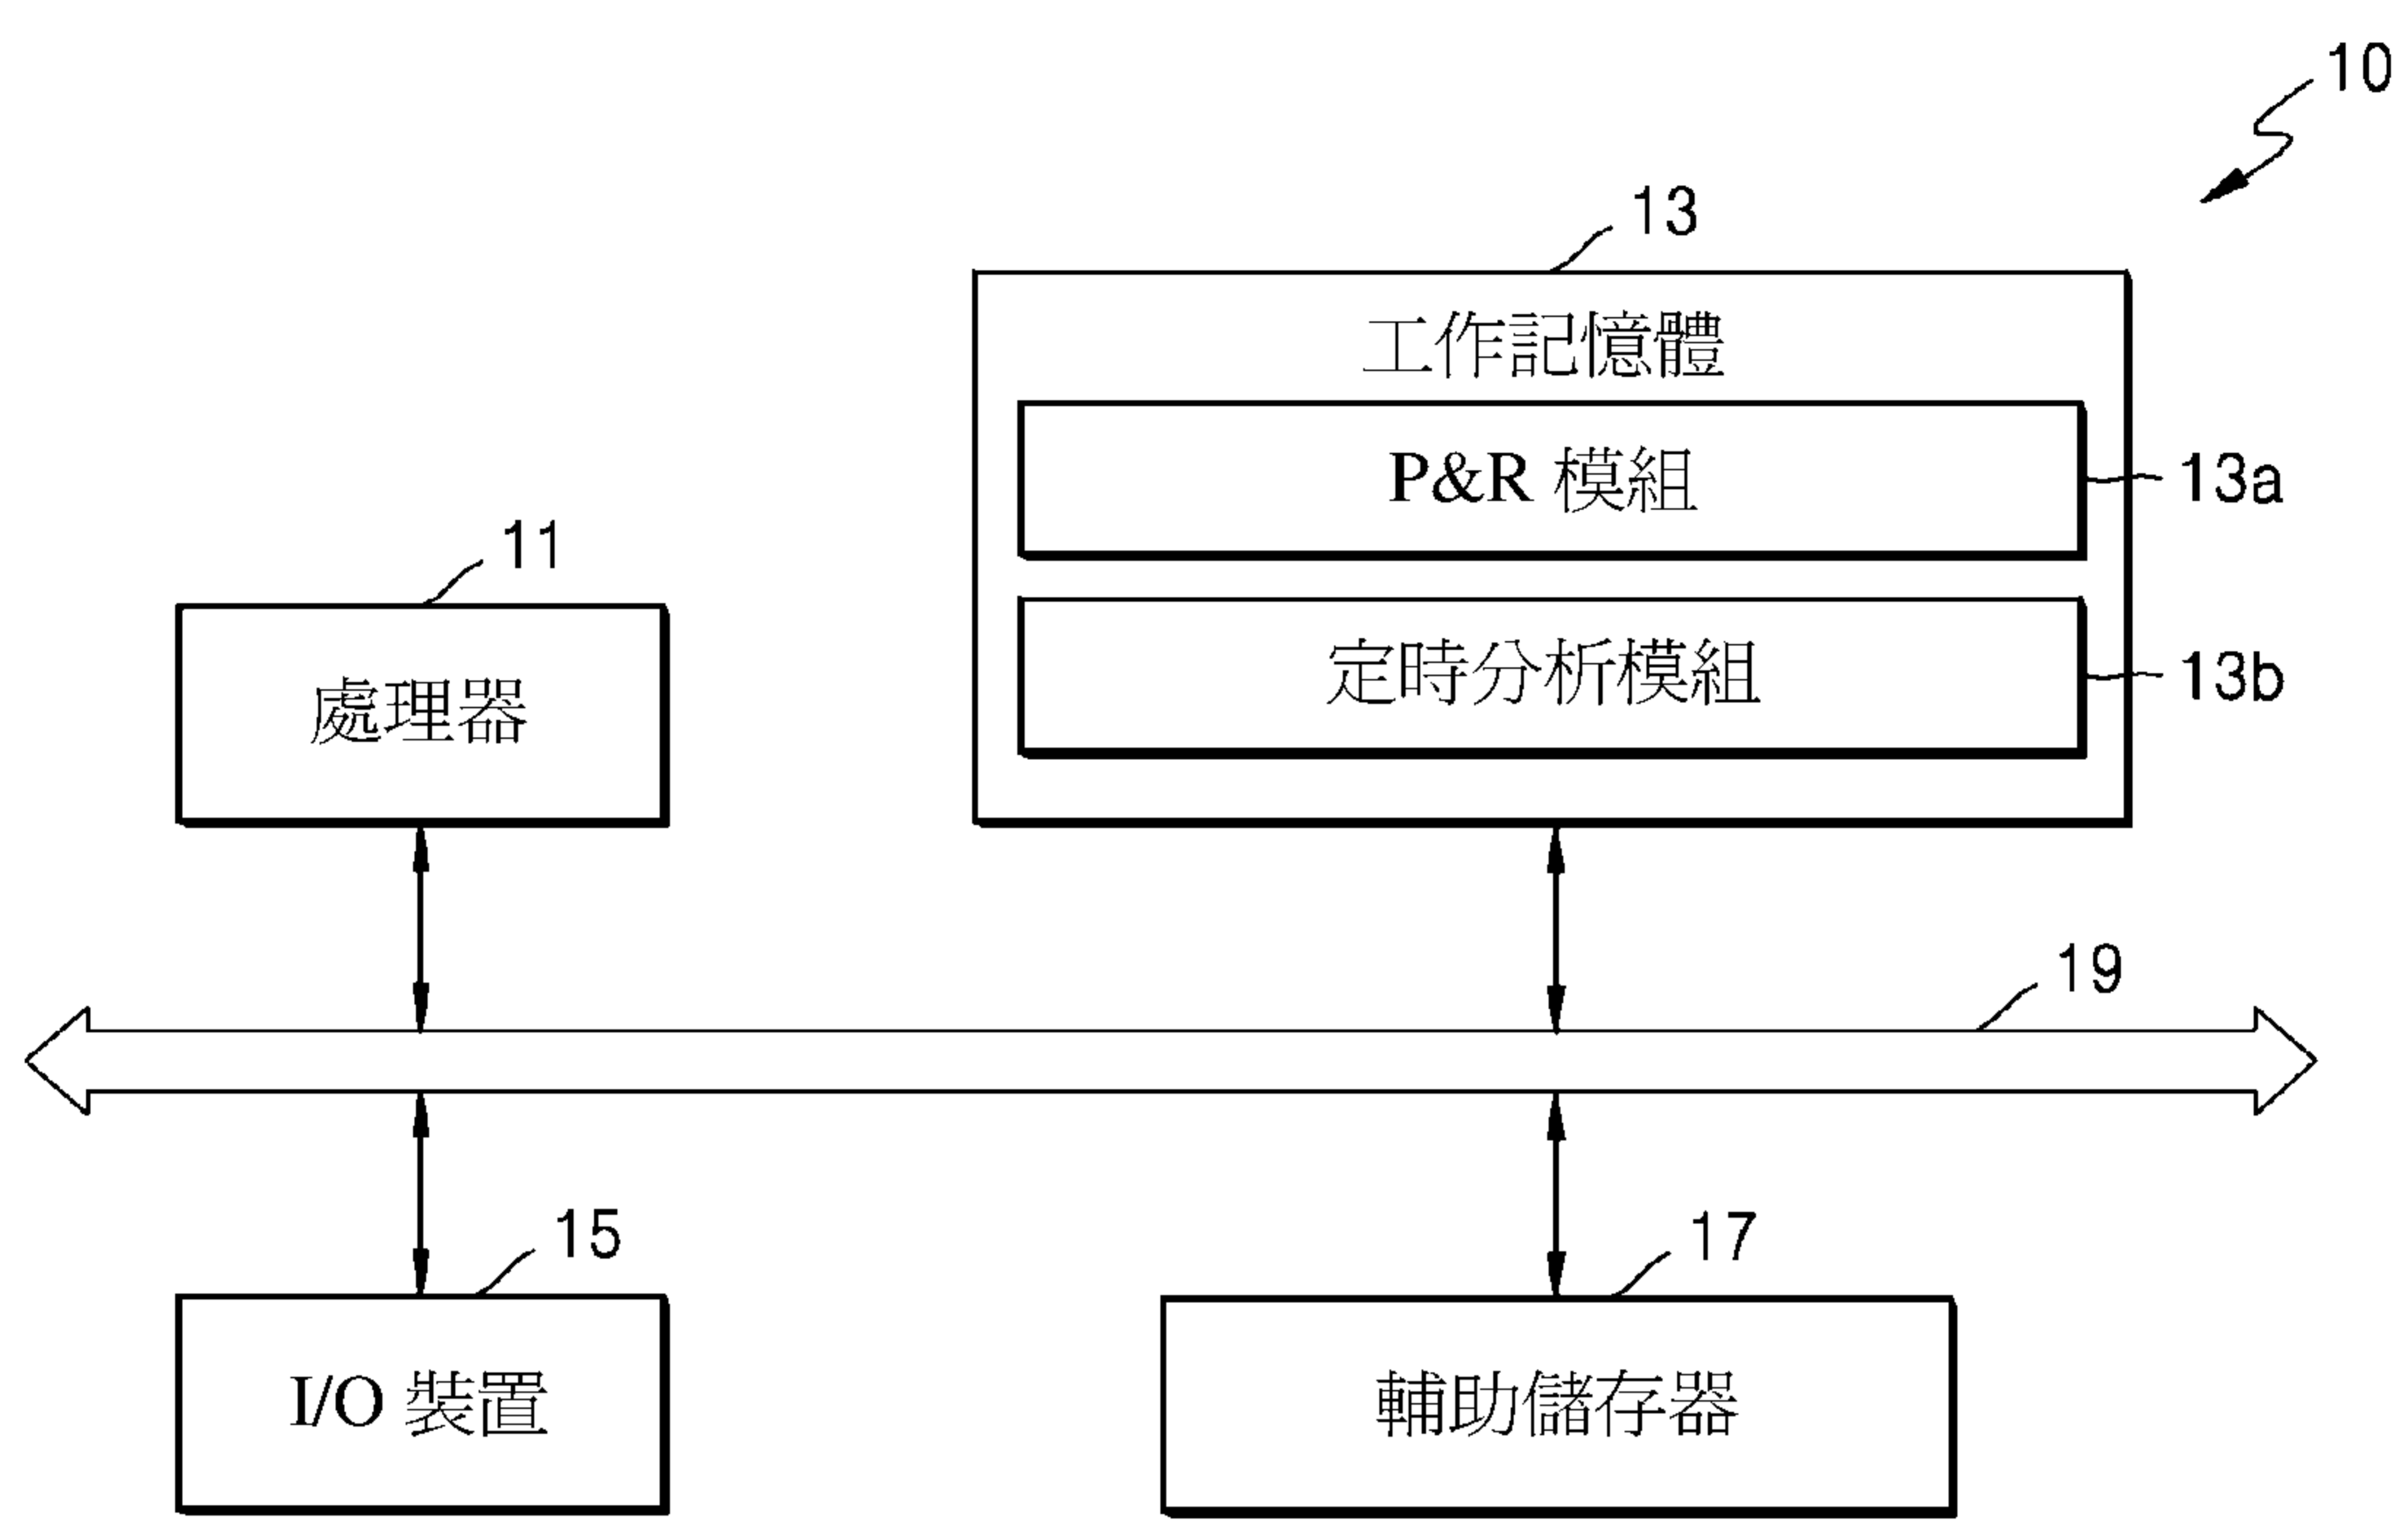 10
13
工作記憶體
P&R 模組
13a
11
定時分析模組
13b
處理器
19
15
17
I/O 裝置
輔助儲存器